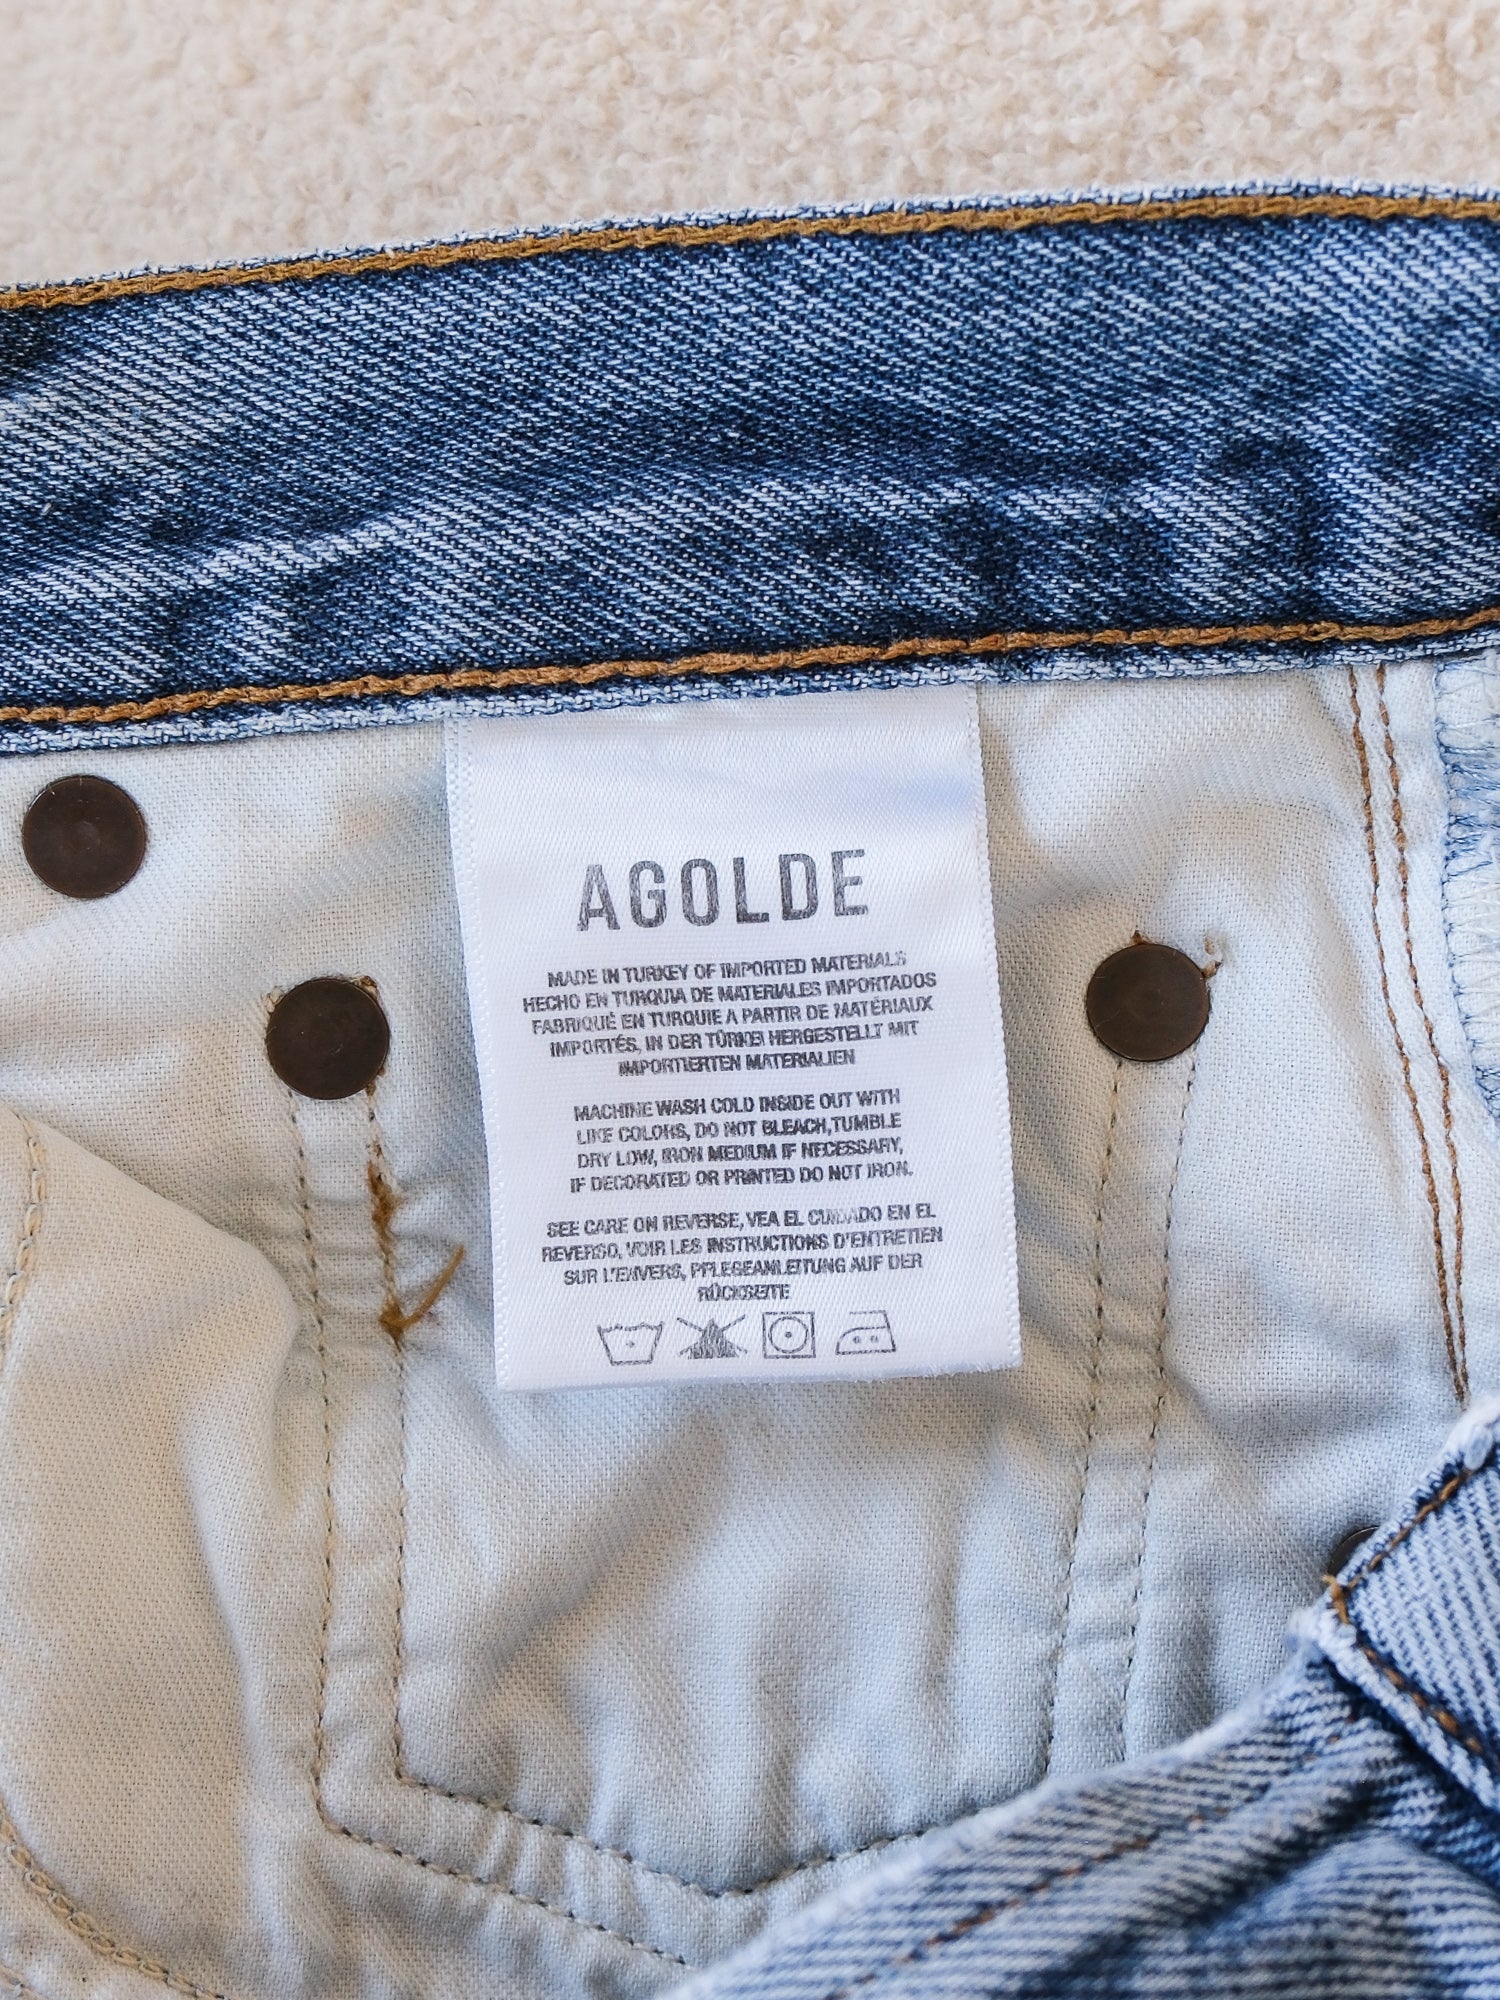 AGOLDE
MADE IN TURKEY OF IMPORTED MATERIALS
HECHO EN TURQUIA DE MATERIALES IMPORTADOS
FABRIQUÉ EN TURQUIE A PARTIR DE MATÉRIAUX
IMPORTÉS, IN DER TÜRKEI HERGESTELLT MIT
IMPORTIERTEN MATERIALIEN
MACHINE WASH COLD INSIDE OUT WITH
LIKE COLORS, DO NOT BLEACH,TUMBLE
DRY LOW, IRON MEDIUM IF NECESSARY,
IF DECORATED OR PRINTED DO NOT IRON.
SEE CARE ON REVERSE, VEA EL CUIDADO EN EL
REVERSO, VOIR LES INSTRUCTIONS D'ENTRETIEN
SUR L'ENVERS, PFLEGEANLEITUNG AUF DER
RÜCKSEITE